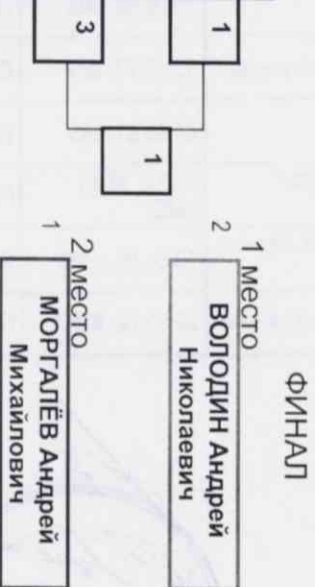 ФИНАЛ
1 место
2
ВОЛОДИН Андрей
Николаевич
2 место
1
МОРГАЛЁВ Андрей
Михайлович
1
3
1